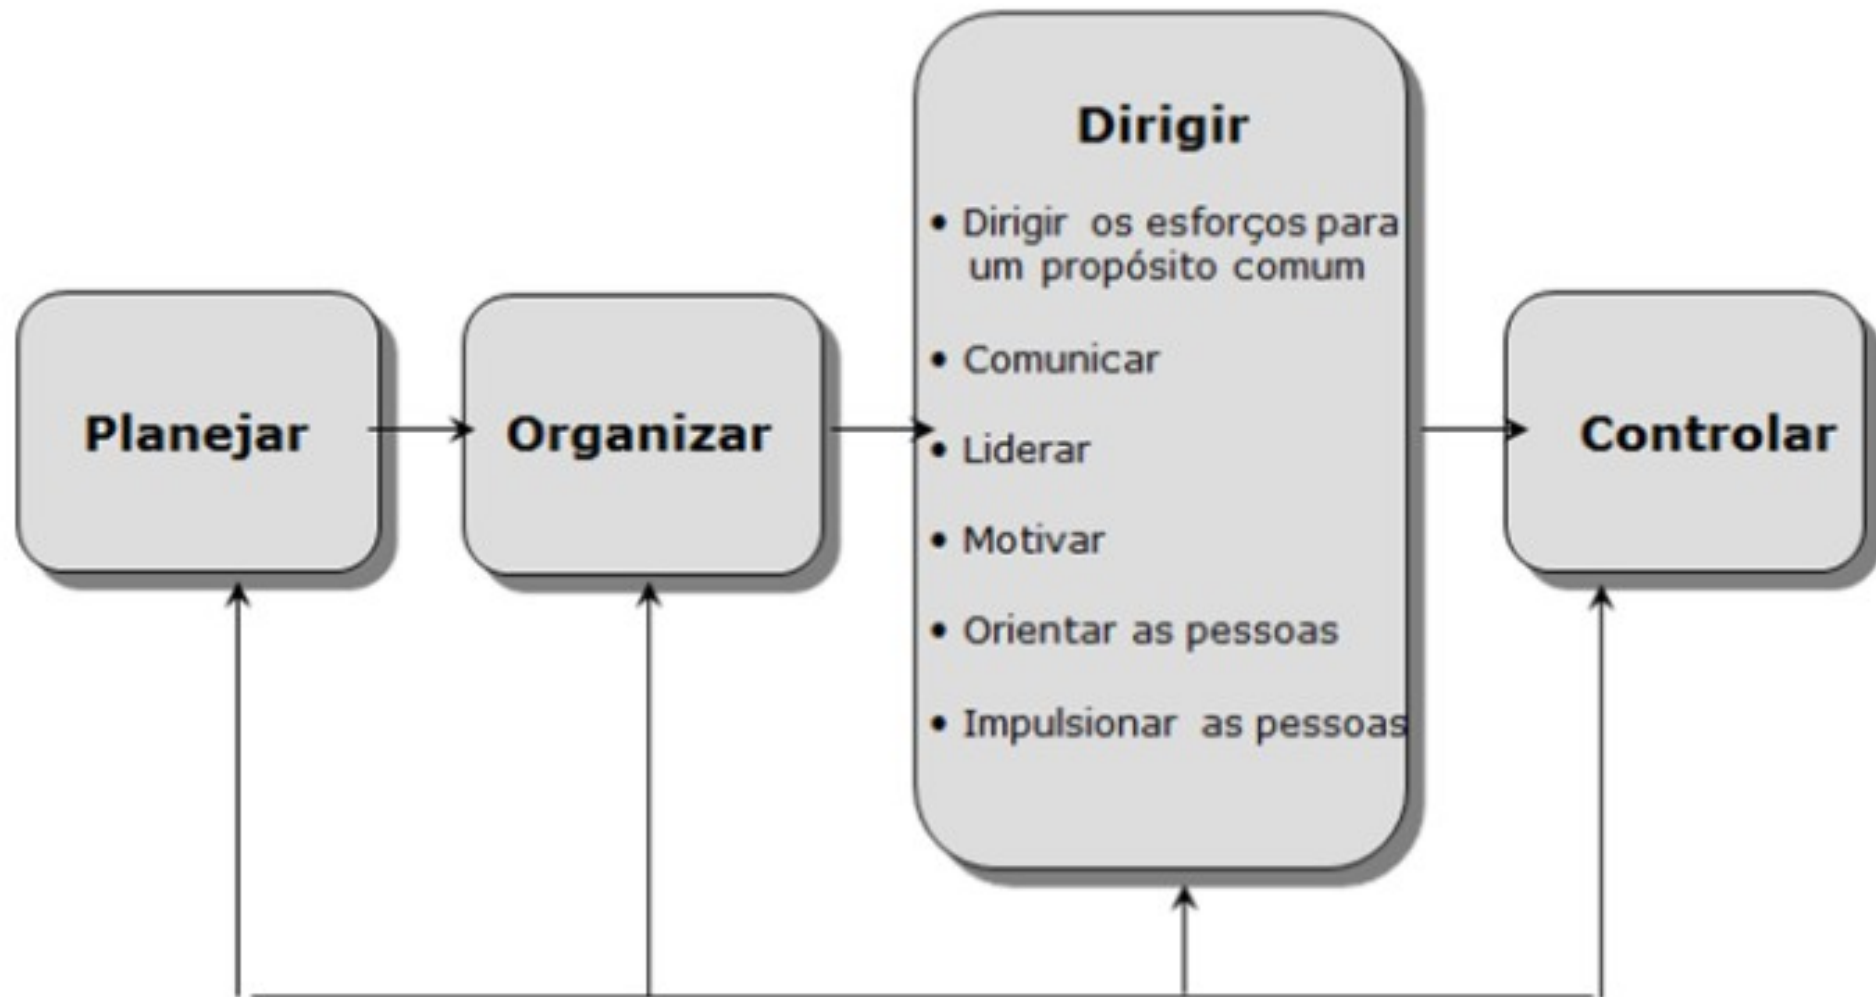 Planejar
Organizar
Dirigir
• Dirigir os esforços para
um propósito comum
• Comunicar
• Liderar
• Motivar
• Orientar as pessoas
• Impulsionar as pessoas
Controlar